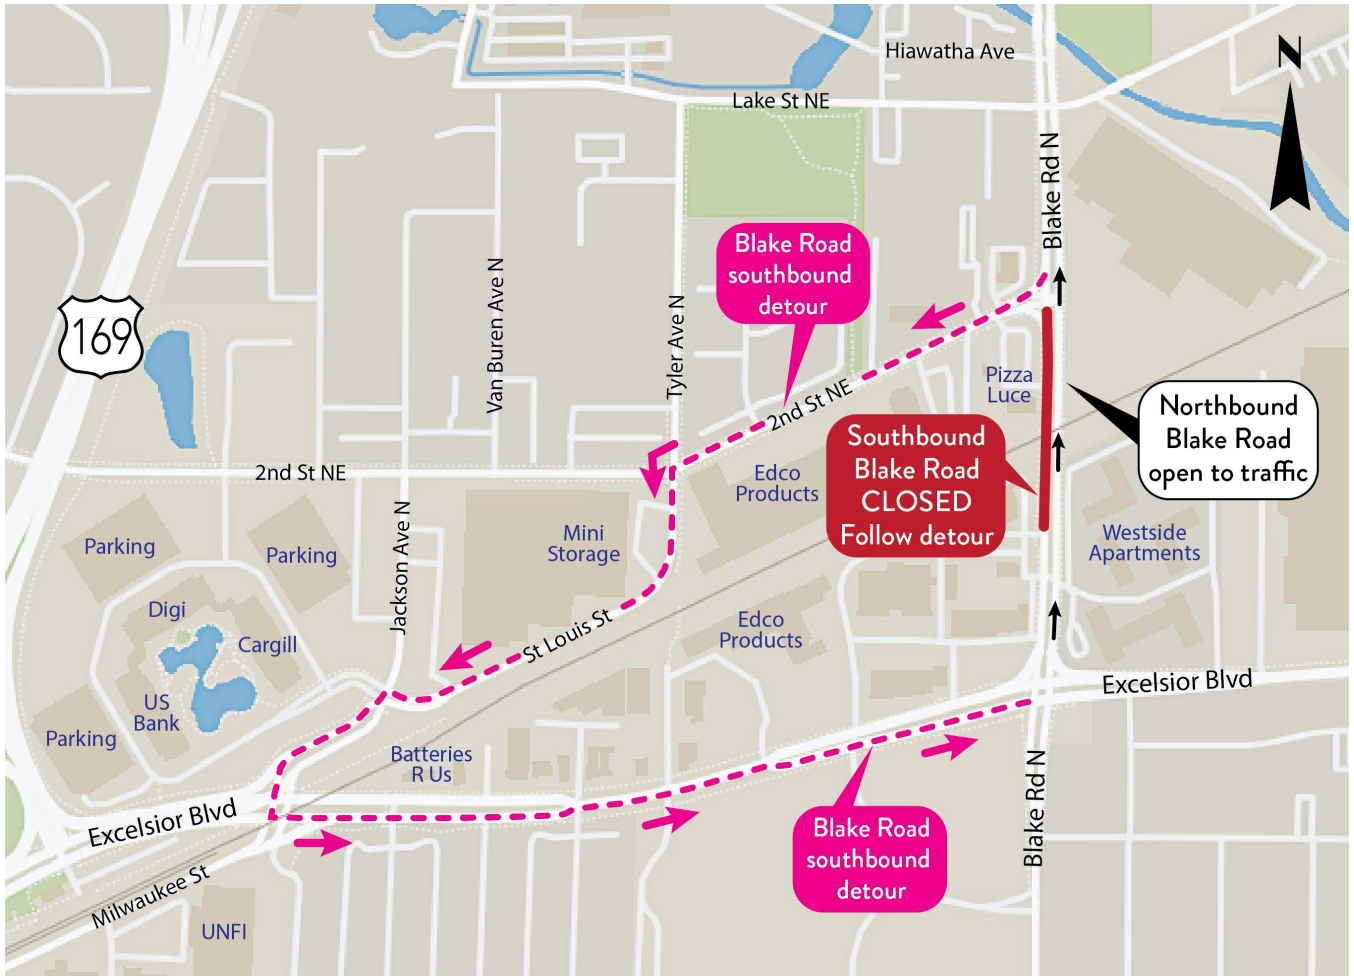 Hiawatha Ave
N
Lake St NE
Blake Rd N
Blake Road
southbound
detour
169
Van Buren Ave N
Tyler Ave N
Pizza
Luce
2nd St NE
Northbound
Blake Road
open to traffic
Southbound
Blake Road
CLOSED
Follow detour
2nd St NE
Edco
Products
Jackson Ave N
Mini
Storage
Westside
Apartments
Parking
Parking
Digi
Cargill
St Louis St
Edco
Products
US
Bank
Parking
Excelsior Blvd
Batteries
R Us
Blake Rd N
Excelsior Blvd
Blake Road
southbound
detour
Milwaukee St
UNFI